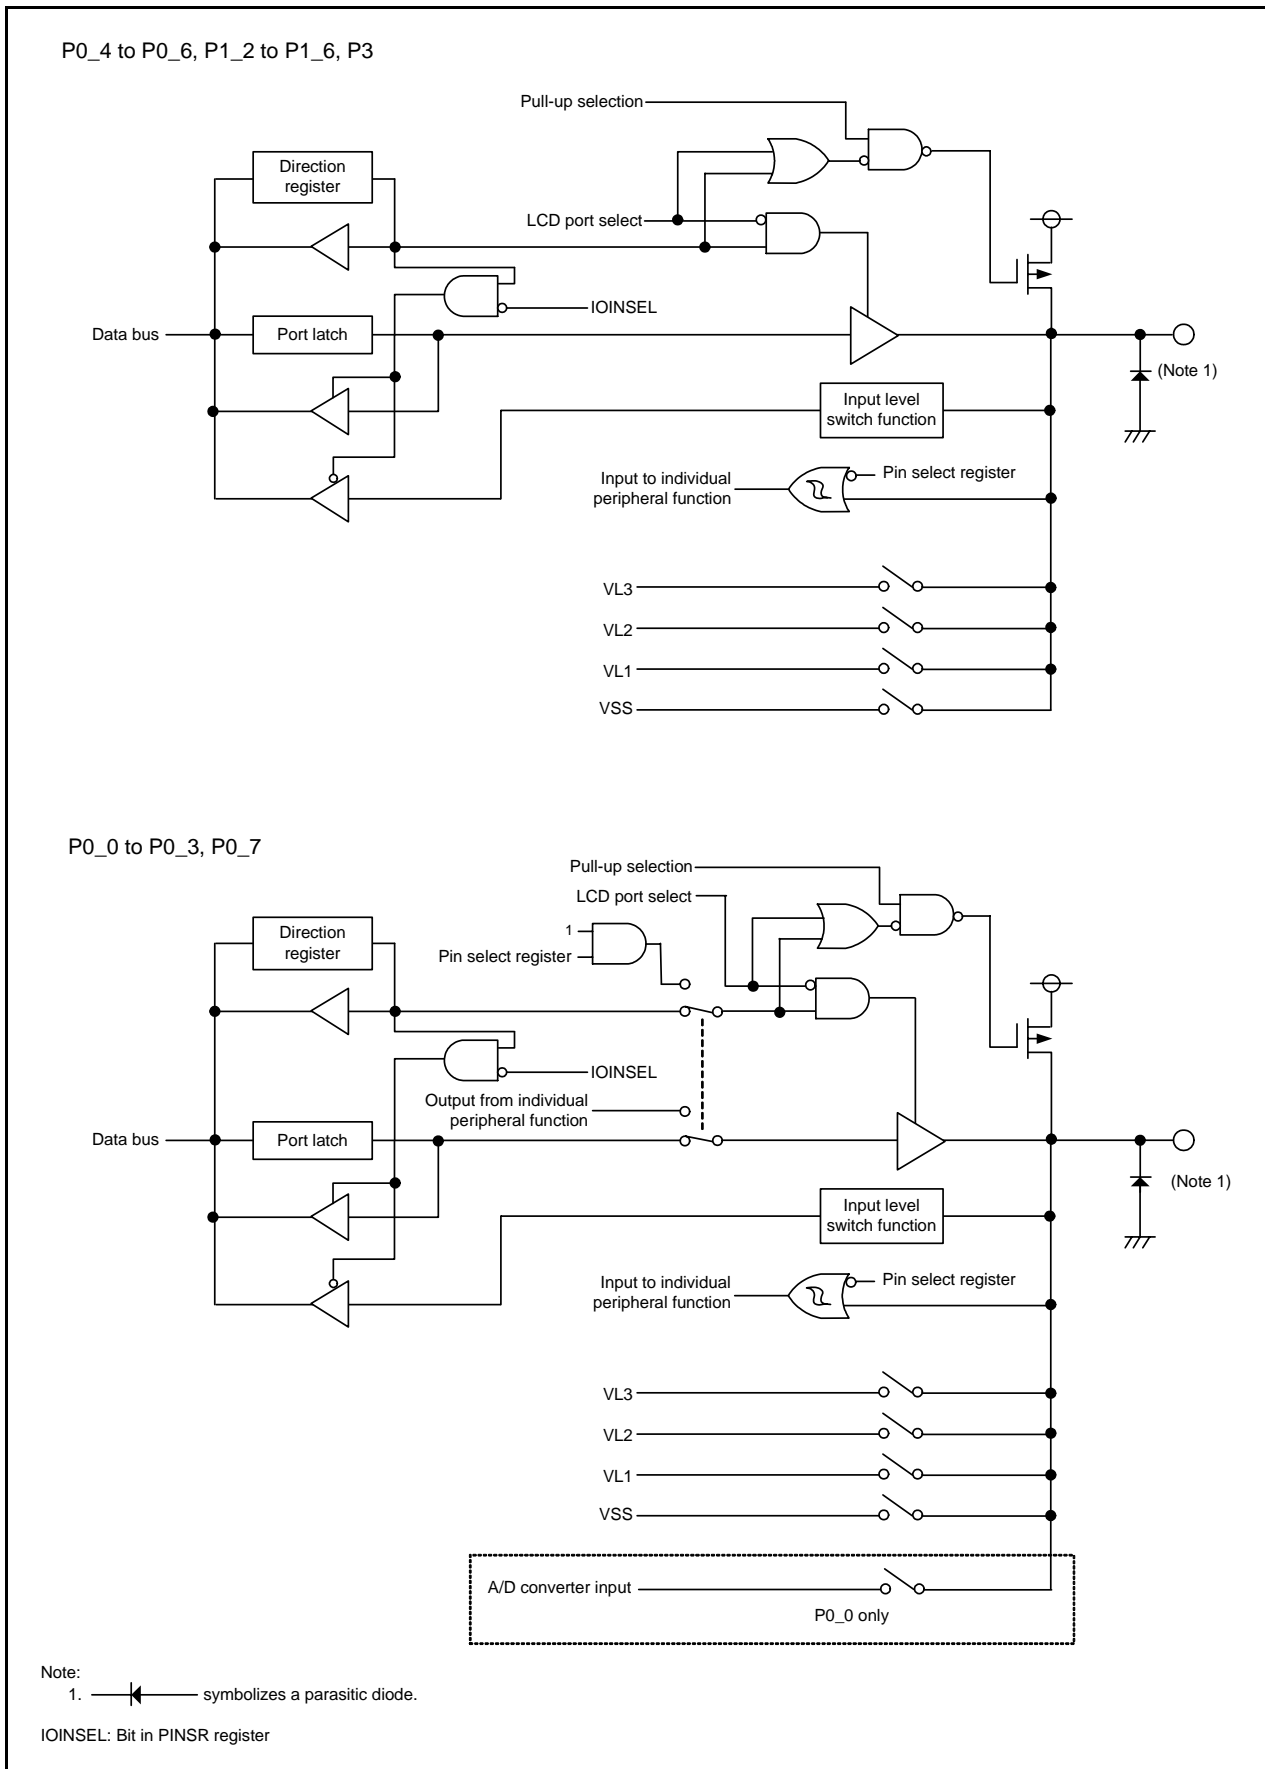 P0_4 to P0_6, P1_2 to P1_6, P3
Pull-up selection
Direction
register
LCD port select
IOINSEL
Data bus
Port latch
(Note 1)
Input level
switch function
Input to individual
peripheral function
Pin select register
VL3
VL2
VL1
VSS
P0_0 to P0_3, P0_7
Pull-up selection
LCD port select
1
Pin select register
Direction
register
IOINSEL
Output from individual
peripheral function
Data bus
Port latch
(Note 1)
Input level
switch function
Input to individual
peripheral function
Pin select register
VL3
VL2
VL1
VSS
A/D converter input
P0_0 only
Note:
1. symbolizes a parasitic diode.
IOINSEL: Bit in PINSR register